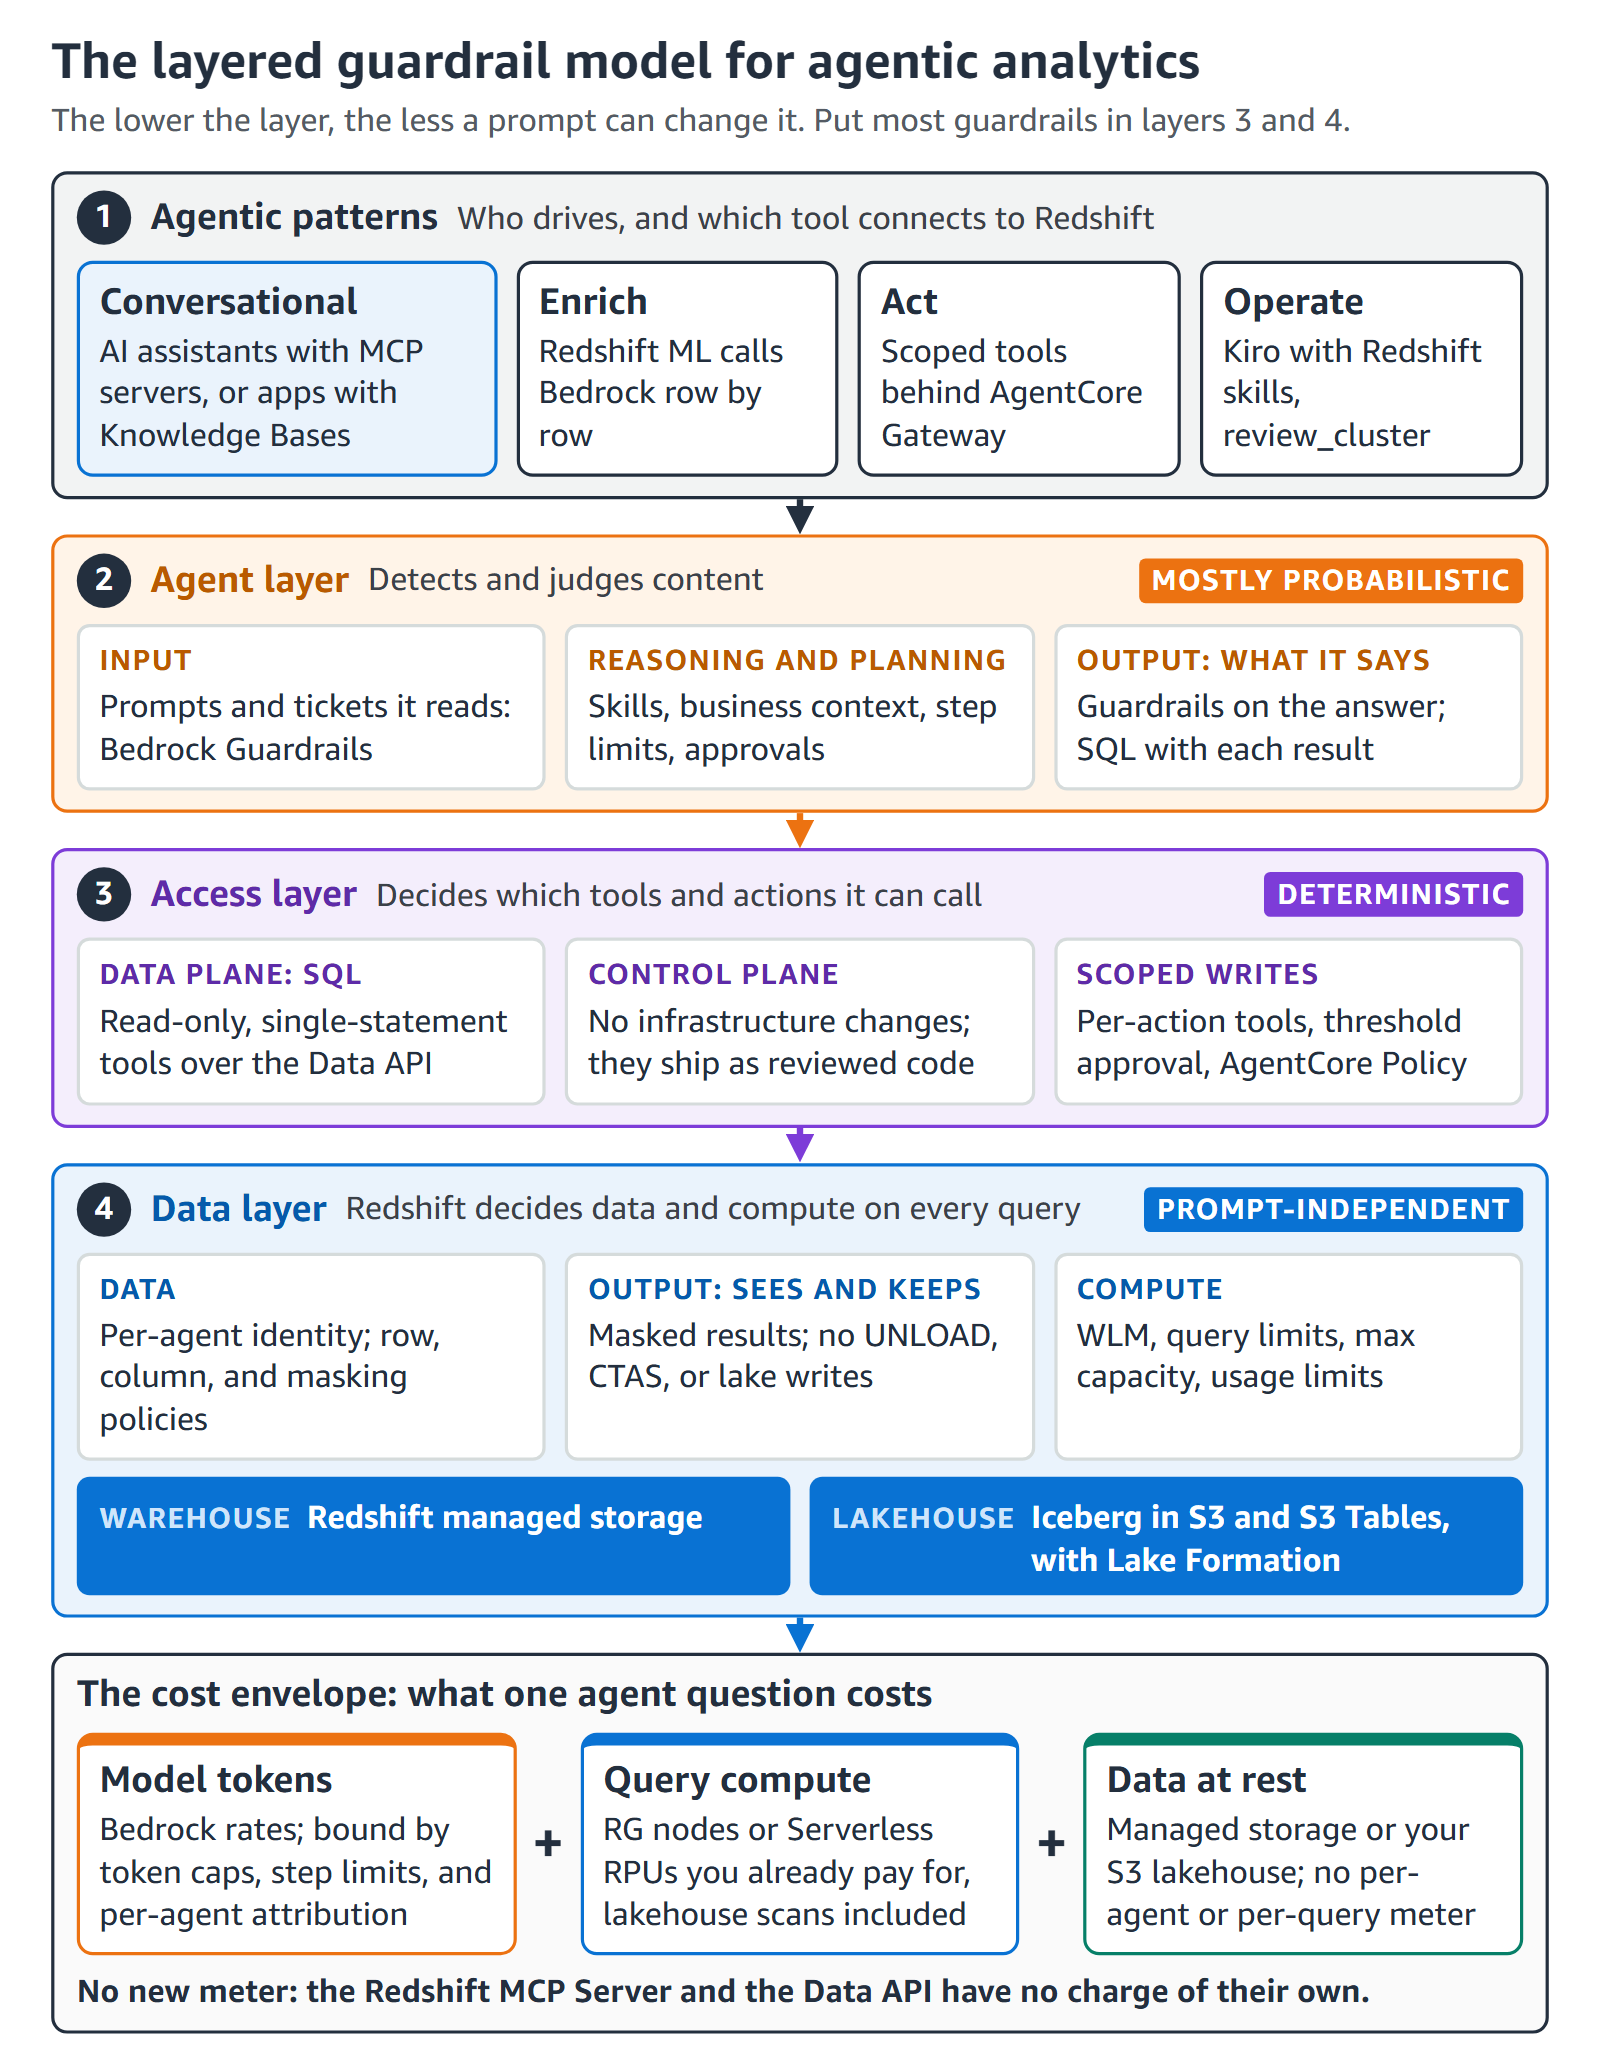 The layered guardrail model for agentic analytics
The lower the layer, the less a prompt can change it. Put most guardrails in layers 3 and 4.
1 Agentic patterns Who drives, and which tool connects to Redshift
Conversational
AI assistants with MCP
servers, or apps with
Knowledge Bases
Enrich
Redshift ML calls
Bedrock row by
row
Act
Scoped tools
behind AgentCore
Gateway
Operate
Kiro with Redshift
skills,
review_cluster
2 Agent layer Detects and judges content MOSTLY PROBABILISTIC
INPUT
Prompts and tickets it reads:
Bedrock Guardrails
REASONING AND PLANNING
Skills, business context, step
limits, approvals
OUTPUT: WHAT IT SAYS
Guardrails on the answer;
SQL with each result
3 Access layer Decides which tools and actions it can call DETERMINISTIC
DATA PLANE: SQL
Read-only, single-statement
tools over the Data API
CONTROL PLANE
No infrastructure changes;
they ship as reviewed code
SCOPED WRITES
Per-action tools, threshold
approval, AgentCore Policy
4 Data layer Redshift decides data and compute on every query PROMPT-INDEPENDENT
DATA
Per-agent identity; row,
column, and masking
policies
OUTPUT: SEES AND KEEPS
Masked results; no UNLOAD,
CTAS, or lake writes
COMPUTE
WLM, query limits, max
capacity, usage limits
WAREHOUSE Redshift managed storage
LAKEHOUSE Iceberg in S3 and S3 Tables,
with Lake Formation
The cost envelope: what one agent question costs
Model tokens
Bedrock rates; bound by
token caps, step limits, and
per-agent attribution
+
Query compute
RG nodes or Serverless
RPUs you already pay for,
lakehouse scans included
+
Data at rest
Managed storage or your
S3 lakehouse; no per-
agent or per-query meter
No new meter: the Redshift MCP Server and the Data API have no charge of their own.